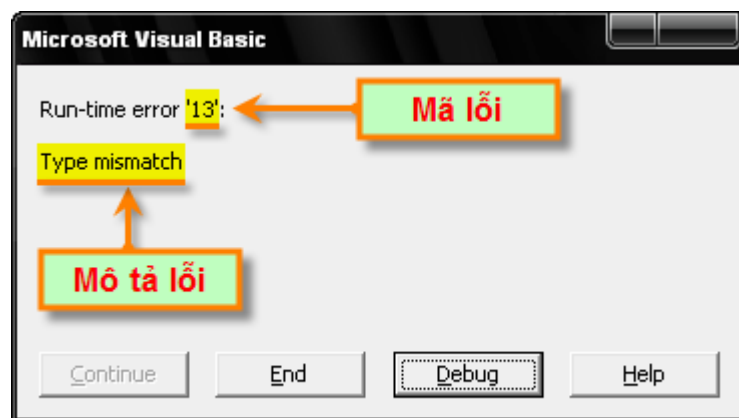 Microsoft Visual Basic
Run-time error '13':
Mã lỗi
Type mismatch
Mô tả lỗi
Continue End Debug Help